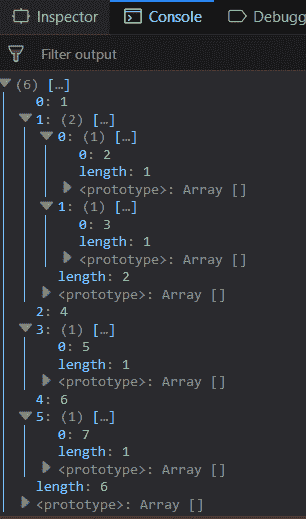 Inspector Console Debugg
Filter output
(6) […]
0: 1
1: (2) […]
0: (1) […]
0: 2
length: 1
<prototype>: Array []
1: (1) […]
0: 3
length: 1
<prototype>: Array []
length: 2
<prototype>: Array []
2: 4
3: (1) […]
0: 5
length: 1
<prototype>: Array []
4: 6
5: (1) […]
0: 7
length: 1
<prototype>: Array []
length: 6
<prototype>: Array []